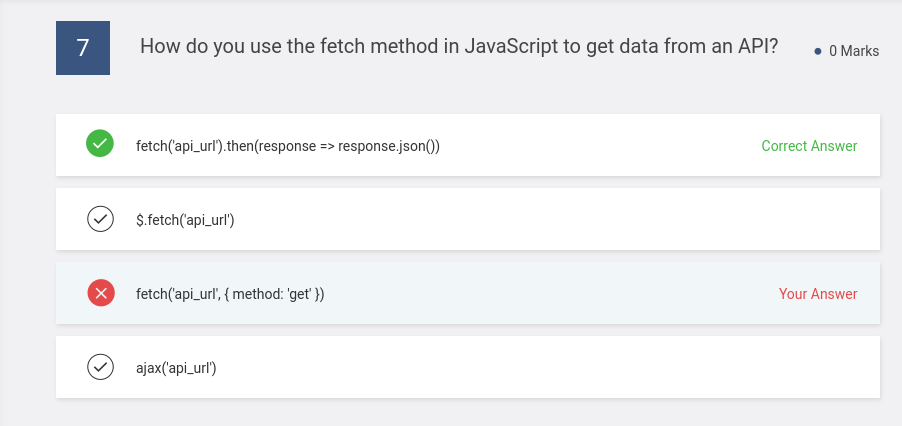 7
How do you use the fetch method in JavaScript to get data from an API?
0 Marks
fetch('api_url').then(response => response.json())
Correct Answer
$.fetch('api_url')
fetch('api_url', { method: 'get' })
Your Answer
ajax('api_url')